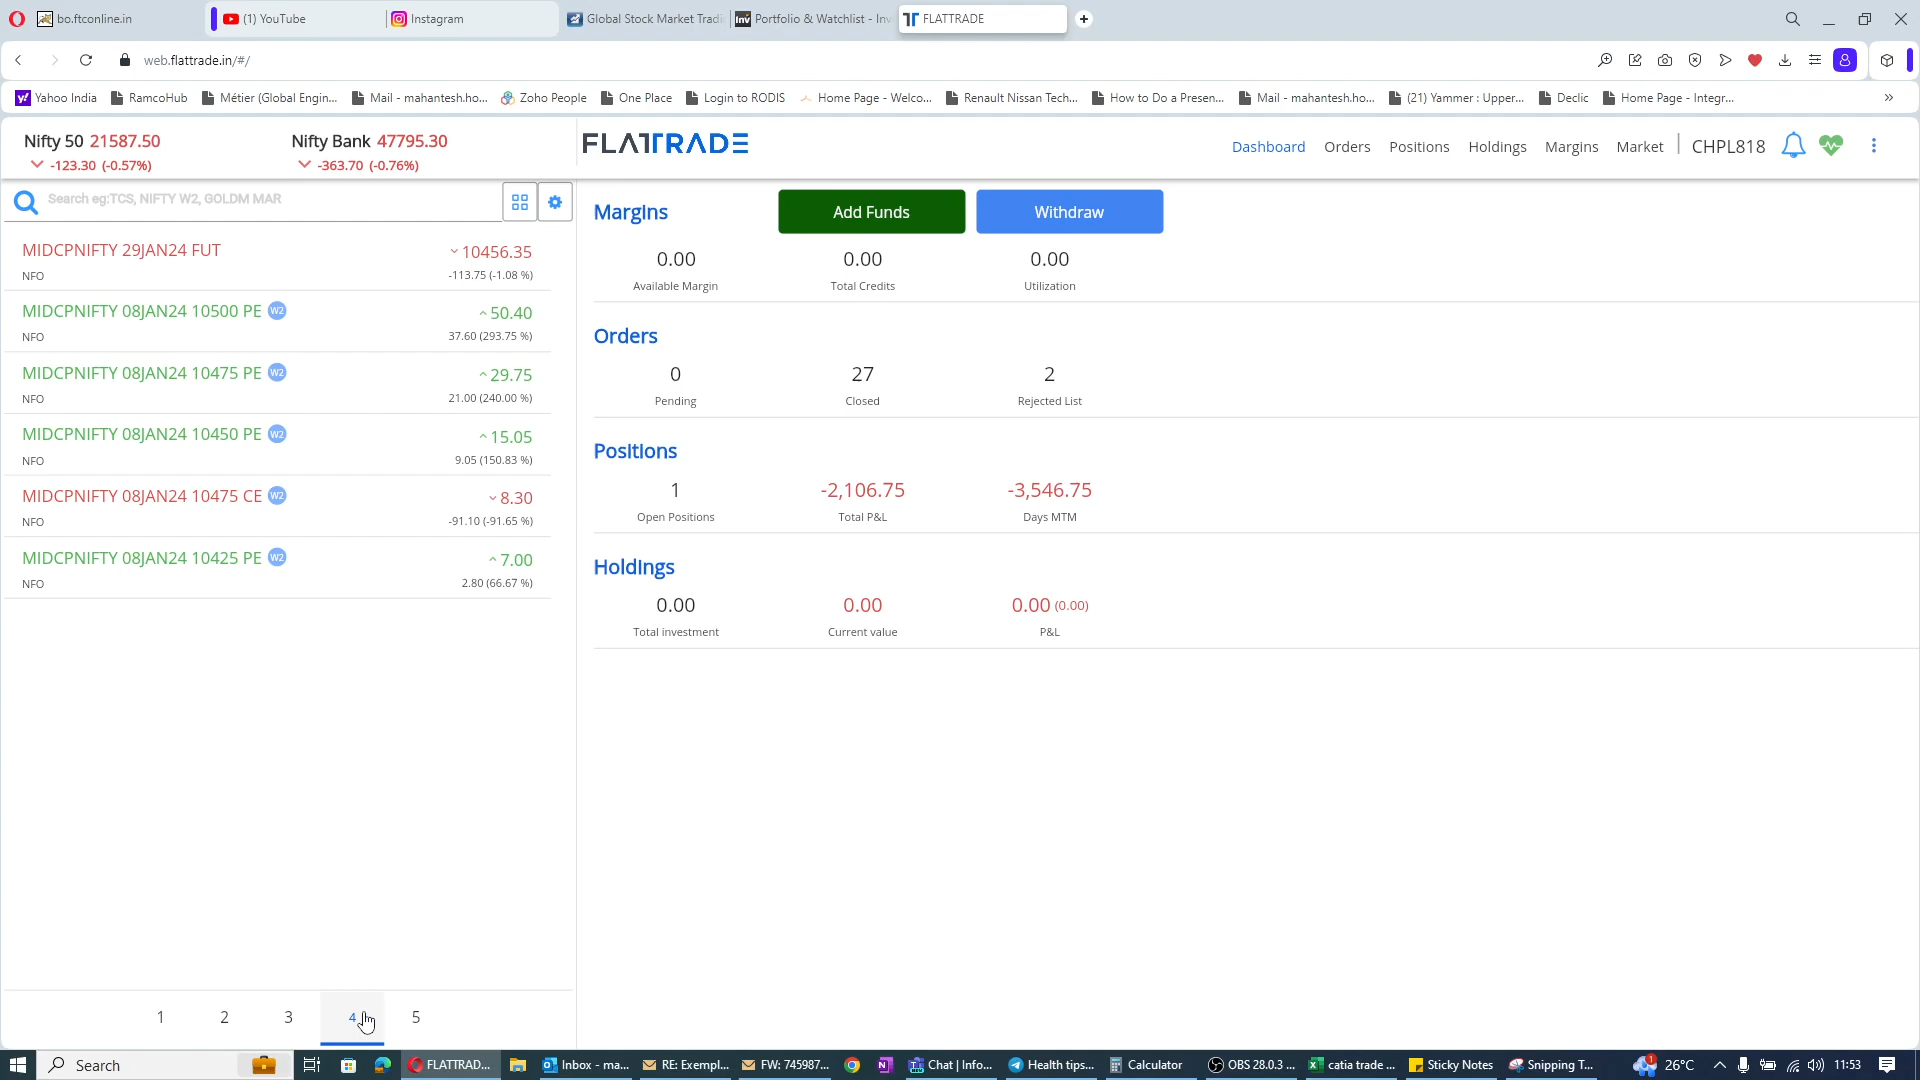 bo.ftconline.in
(1) YouTube
Instagram
Global Stock Market Tradi
Portfolio & Watchlist - Inv
FLATTRADE
web.flattrade.in/#/
Yahoo India
RamcoHub
Métier (Global Engin...
Mail - mahantesh.ho...
Zoho People
One Place
Login to RODIS
Home Page - Welco...
Renault Nissan Tech...
How to Do a Presen...
Mail - mahantesh.ho...
(21) Yammer : Upper...
Declic
Home Page - Integr...
Nifty 50 21587.50
-123.30 (-0.57%)
Nifty Bank 47795.30
-363.70 (-0.76%)
FLATTRADE
Dashboard
Orders
Positions
Holdings
Margins
Market
CHPL818
Search eg:TCS, NIFTY W2, GOLDM MAR
MIDCPNIFTY 29JAN24 FUT
10456.35
NFO
-113.75 (-1.08 %)
MIDCPNIFTY 08JAN24 10500 PE W2
50.40
NFO
37.60 (293.75 %)
MIDCPNIFTY 08JAN24 10475 PE W2
29.75
NFO
21.00 (240.00 %)
MIDCPNIFTY 08JAN24 10450 PE W2
15.05
NFO
9.05 (150.83 %)
MIDCPNIFTY 08JAN24 10475 CE W2
8.30
NFO
-91.10 (-91.65 %)
MIDCPNIFTY 08JAN24 10425 PE W2
7.00
NFO
2.80 (66.67 %)
1 2 3 4 5
Margins
Add Funds
Withdraw
0.00 0.00 0.00
Available Margin Total Credits Utilization
Orders
0 27 2
Pending Closed Rejected List
Positions
1 -2,106.75 -3,546.75
Open Positions Total P&L Days MTM
Holdings
0.00 0.00 0.00 (0.00)
Total investment Current value P&L
Search
FLATTRAD...
Inbox - ma...
RE: Exempl...
FW: 745987...
Chat | Info...
Health tips...
Calculator
OBS 28.0.3 ...
catia trade ...
Sticky Notes
Snipping T...
1
26°C
11:53